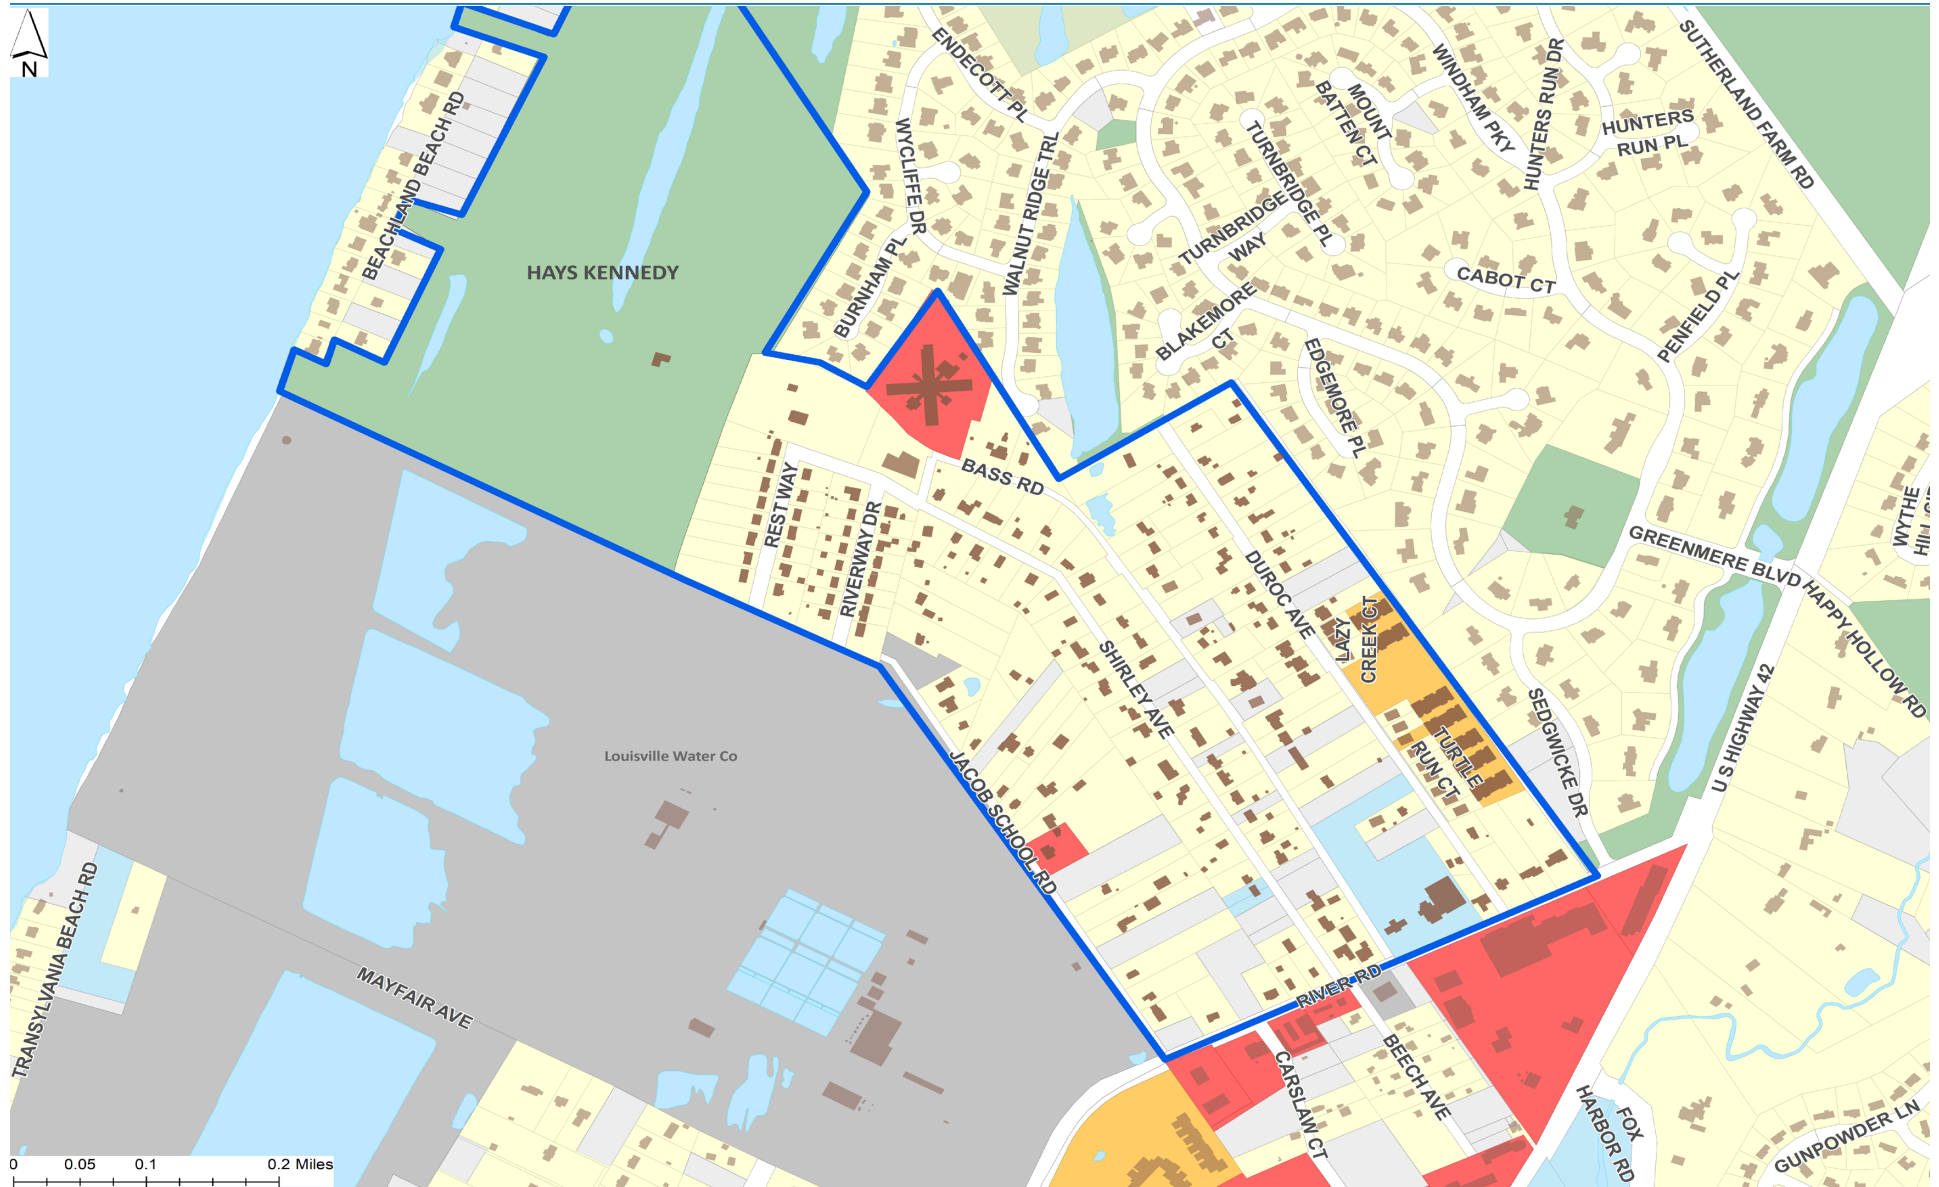 N
ENDECOTT PL
WYCLIFFE DR
WALNUT RIDGE TRL
BURNHAM PL
BEACHLAND BEACH RD
HAYS KENNEDY
MOUNT
BATTEN CT
WINDHAM PKY
HUNTERS RUN DR
HUNTERS
RUN PL
SUTHERLAND FARM RD
TURNBRIDGE PL
TURNBRIDGE
WAY
CABOT CT
PENFIELD PL
BLAKEMORE
CT
EDGEMORE PL
BASS RD
REST WAY
RIVERWAY DR
DUROC AVE
LAZY
CREEK CT
SHIRLEY AVE
TURTLE
RUN CT
SEDGWICKE DR
GREENMERE BLVD
HAPPY HOLLOW RD
WYTHE
U S HIGHWAY 42
JACOB SCHOOL RD
Louisville Water Co
TRANSYLVANIA BEACH RD
MAYFAIR AVE
RIVER RD
BEECH AVE
CARSLAW CT
FOX
HARBOR RD
GUNPOWDER LN
0 0.05 0.1 0.2 Miles